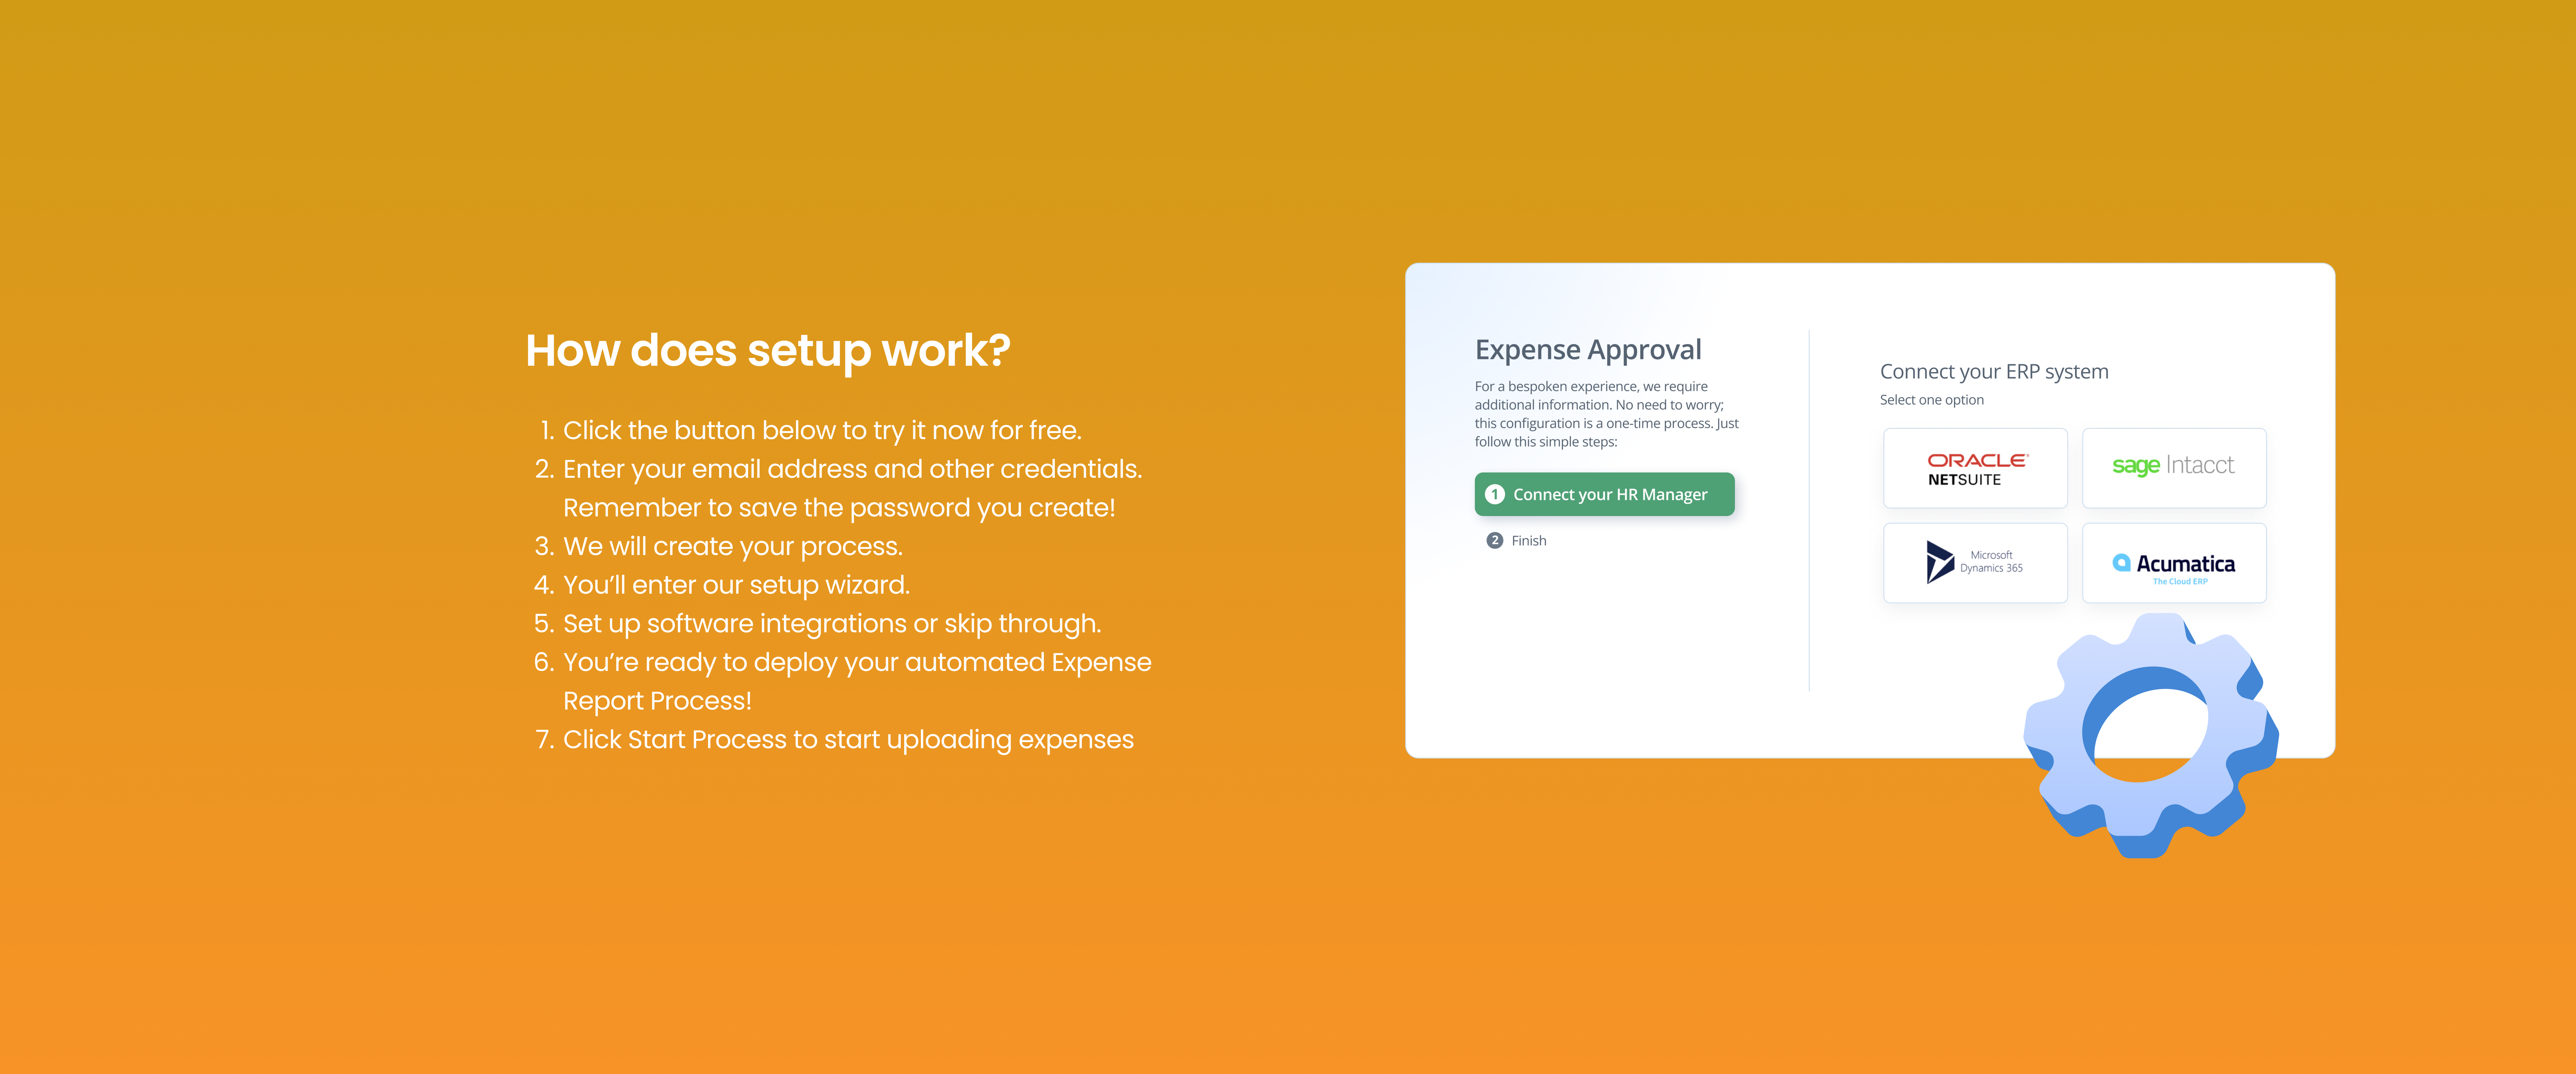 How does setup work?
1. Click the button below to try it now for free.
2. Enter your email address and other credentials.
Remember to save the password you create!
3. We will create your process.
4. You’ll enter our setup wizard.
5. Set up software integrations or skip through.
6. You’re ready to deploy your automated Expense
Report Process!
7. Click Start Process to start uploading expenses
Expense Approval
For a bespoken experience, we require
additional information. No need to worry;
this configuration is a one-time process. Just
follow this simple steps:
1 Connect your HR Manager
2 Finish
Connect your ERP system
Select one option
ORACLE
NETSUITE
sage Intacct
Microsoft
Dynamics 365
Acumatica
The Cloud ERP